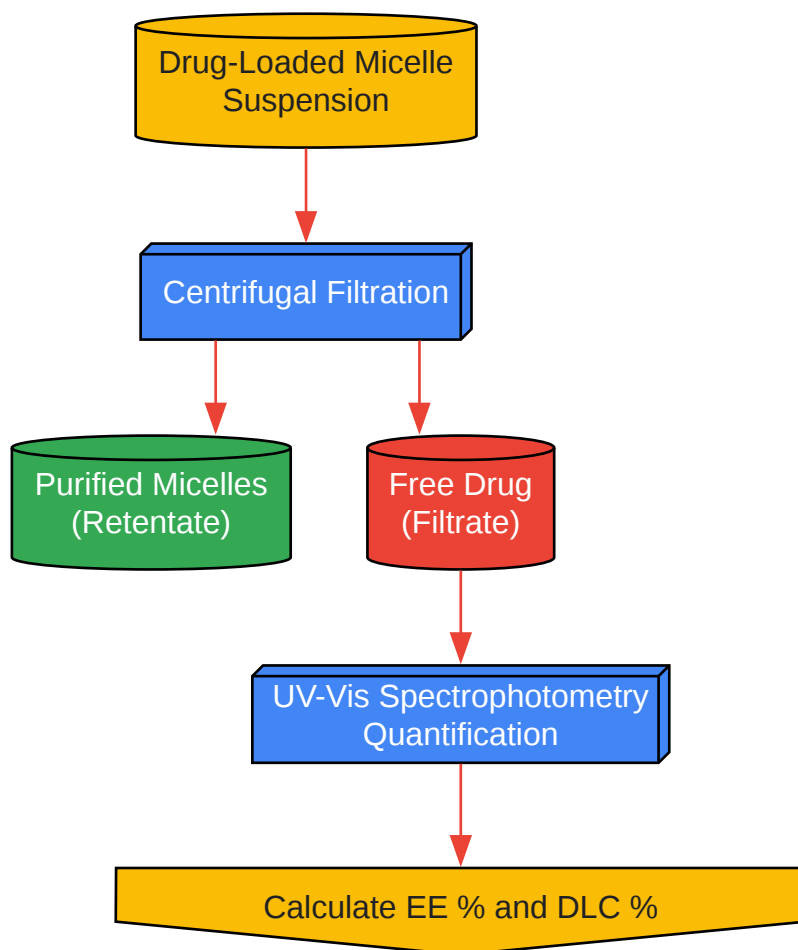 Drug-Loaded Micelle
Suspension
Centrifugal Filtration
Purified Micelles
(Retentate)
Free Drug
(Filtrate)
UV-Vis Spectrophotometry
Quantification
Calculate EE % and DLC %